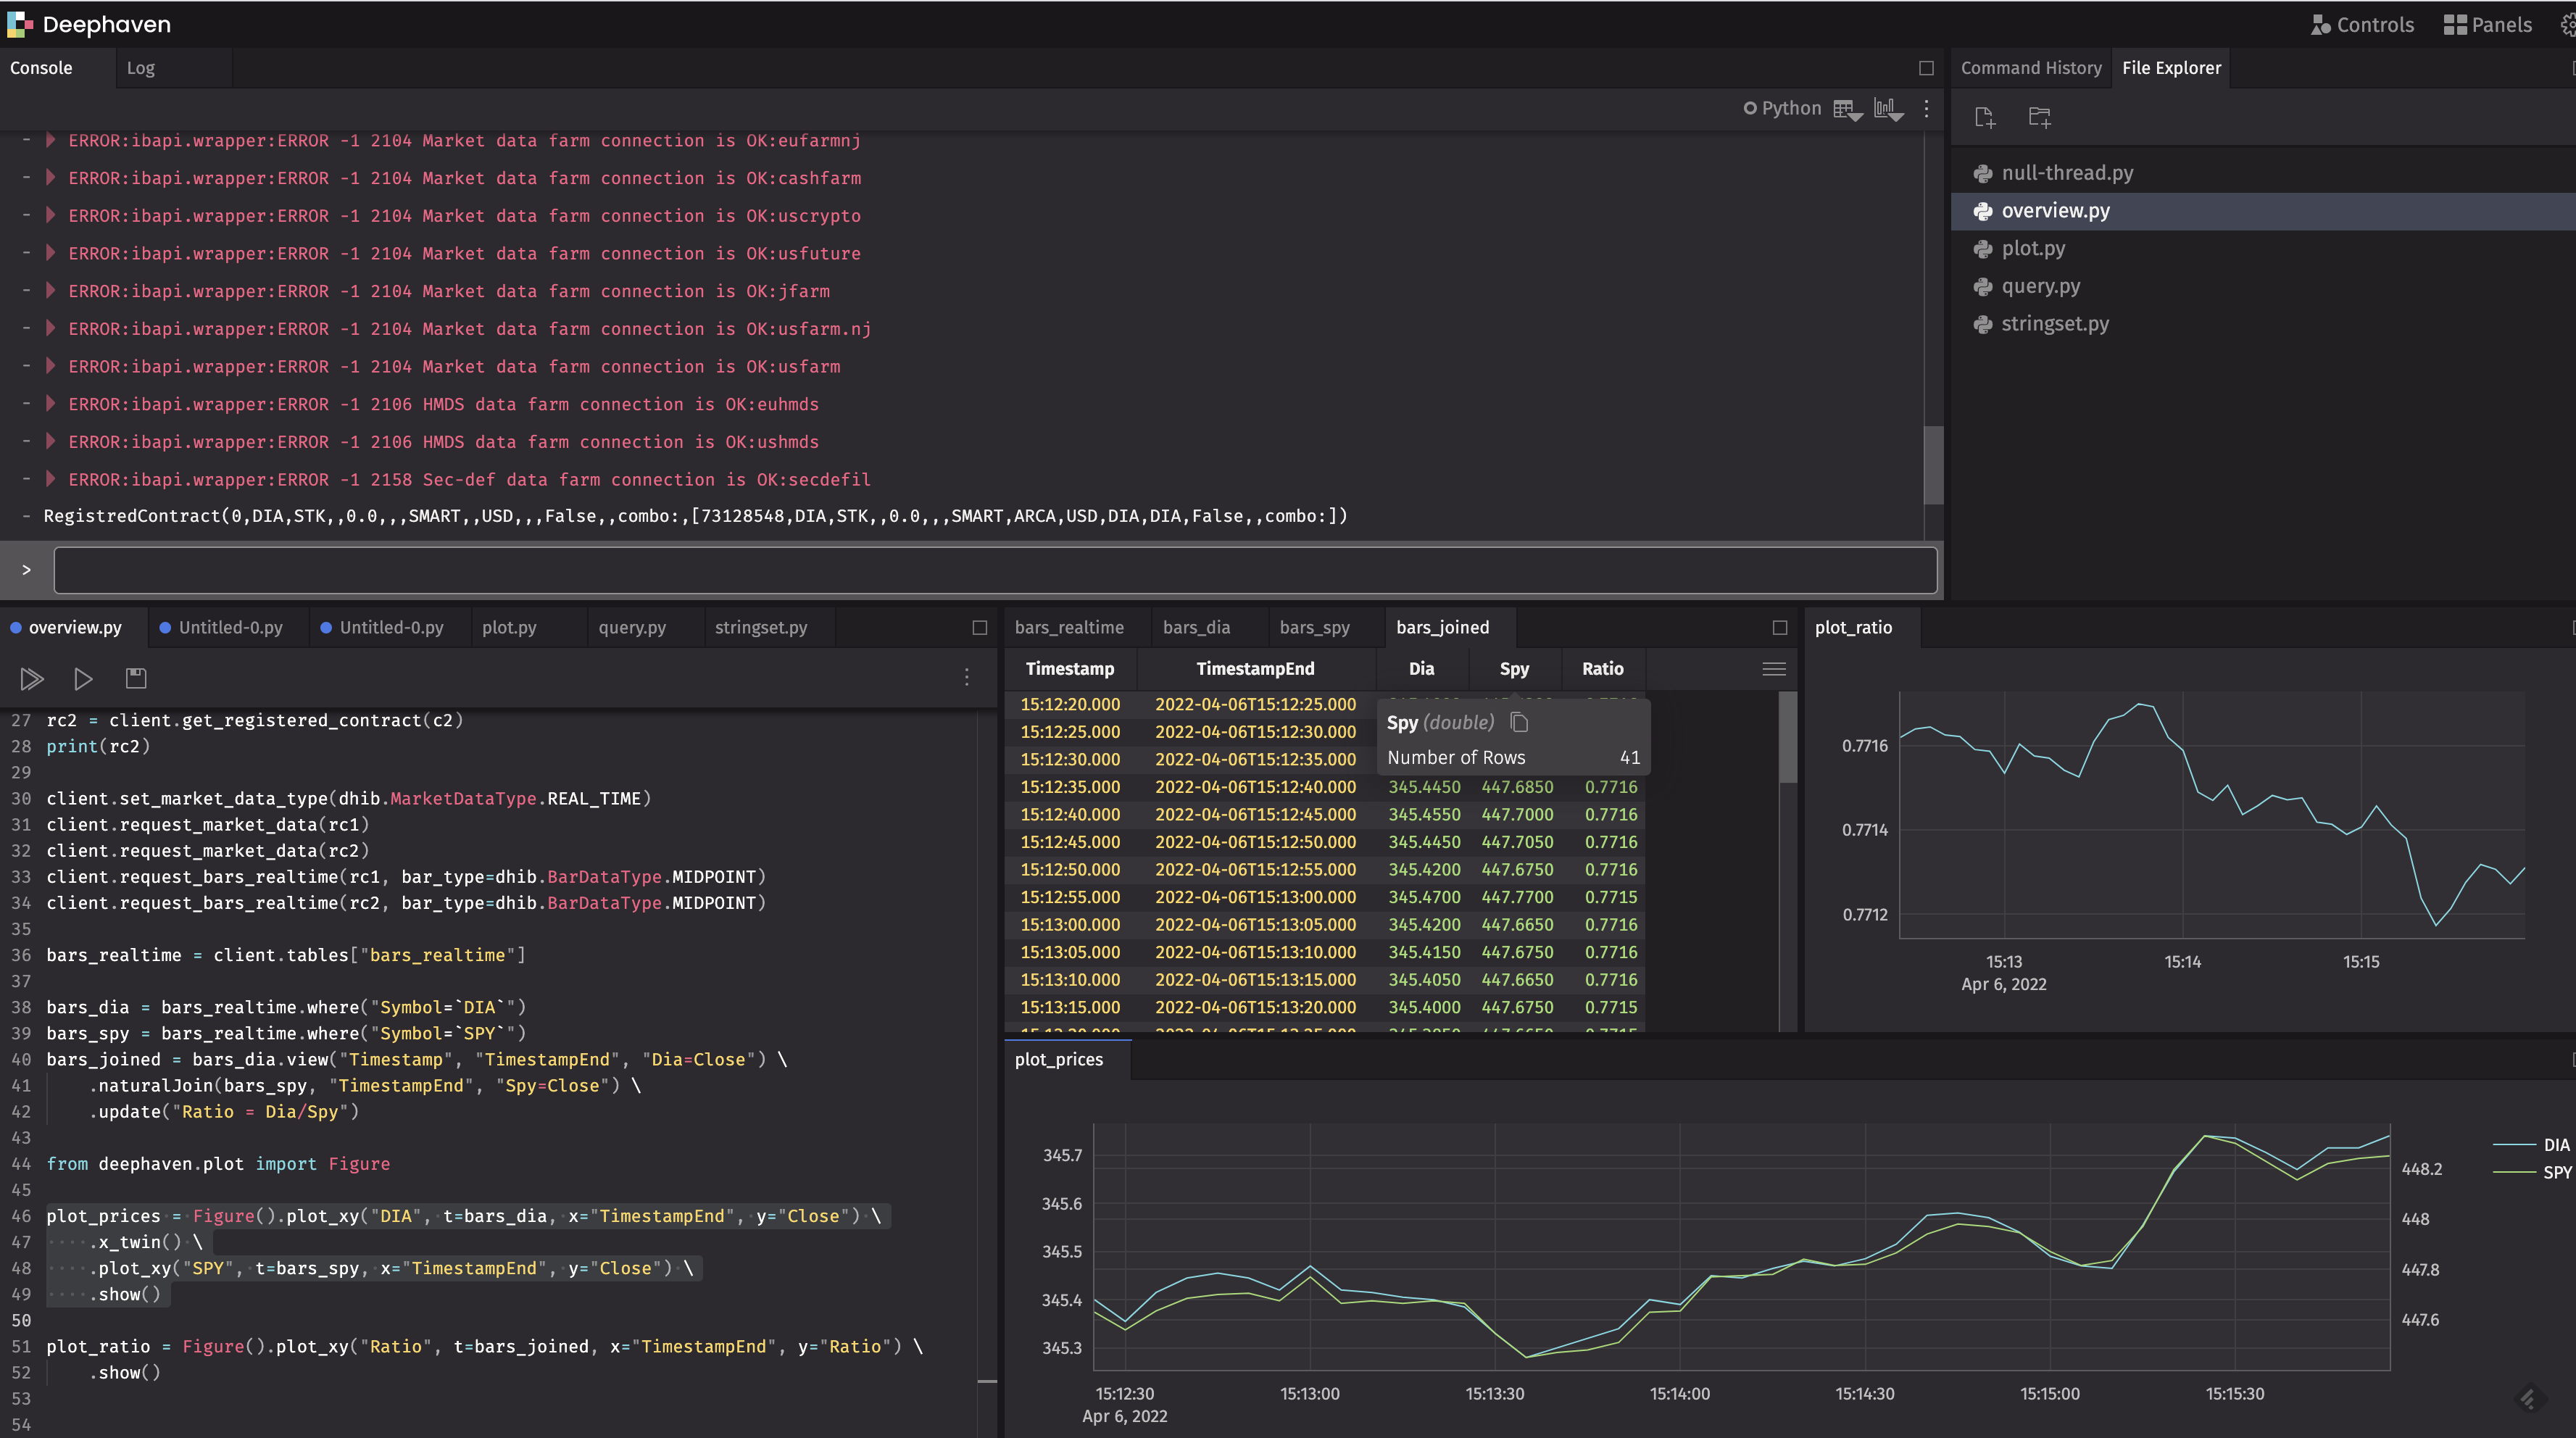 Deephaven
Controls Panels
Console Log
Command History File Explorer
Python
- ERROR:ibapi.wrapper:ERROR -1 2104 Market data farm connection is OK:eufarmnj
- ERROR:ibapi.wrapper:ERROR -1 2104 Market data farm connection is OK:cashfarm
- ERROR:ibapi.wrapper:ERROR -1 2104 Market data farm connection is OK:uscrypto
- ERROR:ibapi.wrapper:ERROR -1 2104 Market data farm connection is OK:usfuture
- ERROR:ibapi.wrapper:ERROR -1 2104 Market data farm connection is OK:jfarm
- ERROR:ibapi.wrapper:ERROR -1 2104 Market data farm connection is OK:usfarm.nj
- ERROR:ibapi.wrapper:ERROR -1 2104 Market data farm connection is OK:usfarm
- ERROR:ibapi.wrapper:ERROR -1 2106 HMDS data farm connection is OK:euhmds
- ERROR:ibapi.wrapper:ERROR -1 2106 HMDS data farm connection is OK:ushmds
- ERROR:ibapi.wrapper:ERROR -1 2158 Sec-def data farm connection is OK:secdefil
- RegistredContract(0,DIA,STK,,0.0,,,SMART,,USD,,,False,,combo:,[73128548,DIA,STK,,0.0,,,SMART,ARCA,USD,DIA,DIA,False,,combo:])
>
null-thread.py
overview.py
plot.py
query.py
stringset.py
overview.py Untitled-0.py Untitled-0.py plot.py query.py stringset.py
27 rc2 = client.get_registered_contract(c2)
28 print(rc2)
29
30 client.set_market_data_type(dhib.MarketDataType.REAL_TIME)
31 client.request_market_data(rc1)
32 client.request_market_data(rc2)
33 client.request_bars_realtime(rc1, bar_type=dhib.BarDataType.MIDPOINT)
34 client.request_bars_realtime(rc2, bar_type=dhib.BarDataType.MIDPOINT)
35
36 bars_realtime = client.tables["bars_realtime"]
37
38 bars_dia = bars_realtime.where("Symbol=`DIA`")
39 bars_spy = bars_realtime.where("Symbol=`SPY`")
40 bars_joined = bars_dia.view("Timestamp", "TimestampEnd", "Dia=Close") \
41     .naturalJoin(bars_spy, "TimestampEnd", "Spy=Close") \
42     .update("Ratio = Dia/Spy")
43
44 from deephaven.plot import Figure
45
46 plot_prices = Figure().plot_xy("DIA", t=bars_dia, x="TimestampEnd", y="Close") \
47     .x_twin() \
48     .plot_xy("SPY", t=bars_spy, x="TimestampEnd", y="Close") \
49     .show()
50
51 plot_ratio = Figure().plot_xy("Ratio", t=bars_joined, x="TimestampEnd", y="Ratio") \
52     .show()
53
54
bars_realtime bars_dia bars_spy bars_joined
Timestamp TimestampEnd Dia Spy Ratio
15:12:20.000 2022-04-06T15:12:25.000
15:12:25.000 2022-04-06T15:12:30.000
15:12:30.000 2022-04-06T15:12:35.000
Spy (double)
Number of Rows 41
15:12:35.000 2022-04-06T15:12:40.000 345.4450 447.6850 0.7716
15:12:40.000 2022-04-06T15:12:45.000 345.4550 447.7000 0.7716
15:12:45.000 2022-04-06T15:12:50.000 345.4450 447.7050 0.7716
15:12:50.000 2022-04-06T15:12:55.000 345.4200 447.6750 0.7716
15:12:55.000 2022-04-06T15:13:00.000 345.4700 447.7700 0.7715
15:13:00.000 2022-04-06T15:13:05.000 345.4200 447.6650 0.7716
15:13:05.000 2022-04-06T15:13:10.000 345.4150 447.6750 0.7716
15:13:10.000 2022-04-06T15:13:15.000 345.4050 447.6650 0.7716
15:13:15.000 2022-04-06T15:13:20.000 345.4000 447.6750 0.7715
plot_ratio
0.7716
0.7714
0.7712
15:13 15:14 15:15
Apr 6, 2022
plot_prices
345.7
345.6
345.5
345.4
345.3
448.2
448
447.8
447.6
DIA
SPY
15:12:30 15:13:00 15:13:30 15:14:00 15:14:30 15:15:00 15:15:30
Apr 6, 2022